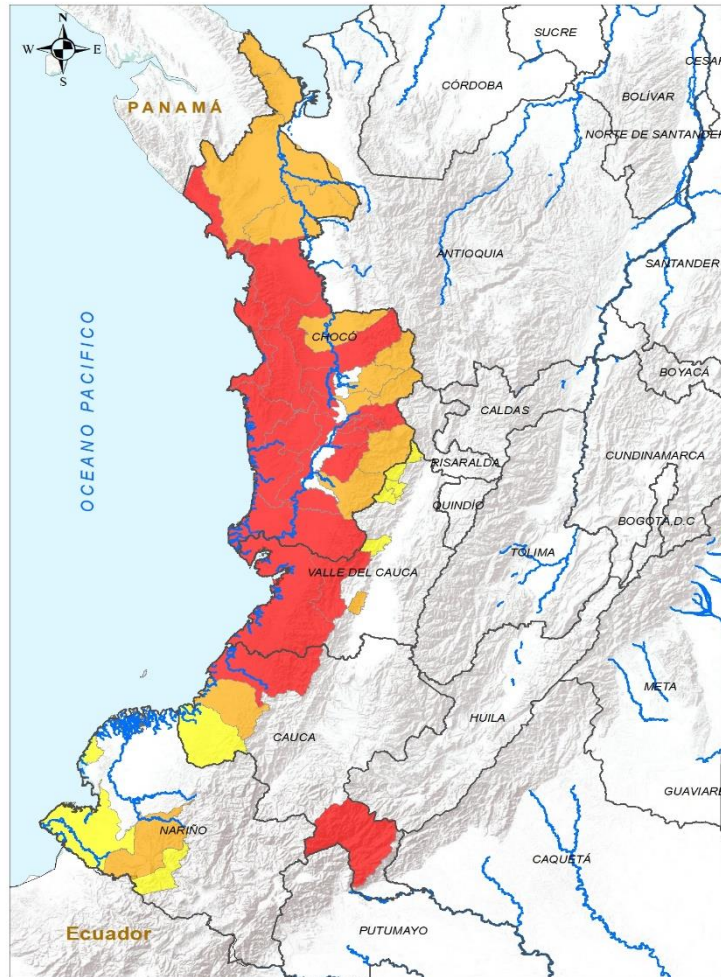 N
W E
S
SUCRE
CESAR
CÓRDOBA
BOLÍVAR
PANAMÁ
NORTE DE SANTANDER
ANTIOQUIA
SANTANDER
CHOCÓ
OCEANO PACIFICO
BOYACÁ
CALDAS
CUNDINAMARCA
RISARALDA
QUINDÍO
BOGOTÁ, D.C
TOLIMA
VALLE DEL CAUCA
META
HUILA
CAUCA
GUAVIARE
NARIÑO
CAQUETÁ
Ecuador
PUTUMAYO